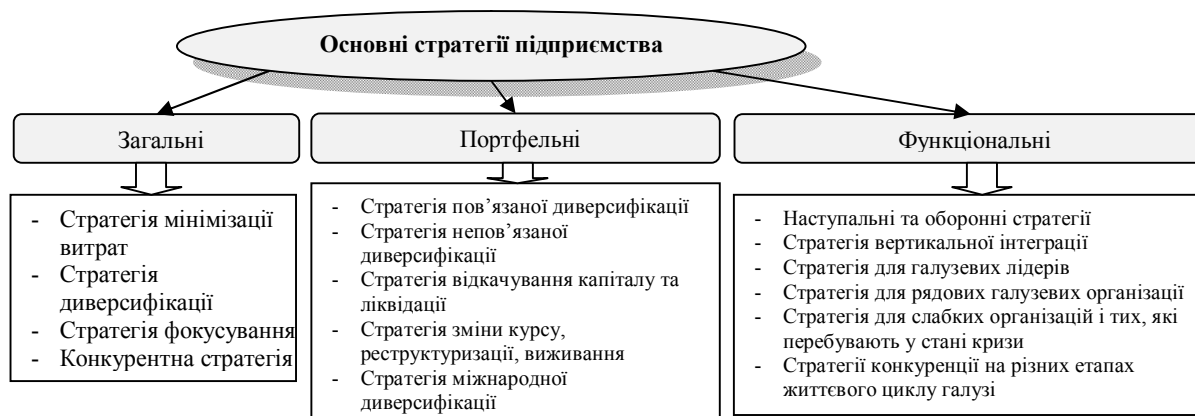 Основні стратегії підприємства
Загальні
- Стратегія мінімізації
витрат
- Стратегія
диверсифікації
- Стратегія фокусування
- Конкурентна стратегія
Портфельні
- Стратегія пов’язаної диверсифікації
- Стратегія непов’язаної
диверсифікації
- Стратегія відкачування капіталу та
ліквідації
- Стратегія зміни курсу,
реструктуризації, виживання
- Стратегія міжнародної
диверсифікації
Функціональні
- Наступальні та оборонні стратегії
- Стратегія вертикальної інтеграції
- Стратегія для галузевих лідерів
- Стратегія для рядових галузевих організації
- Стратегія для слабких організацій і тих, які
перебувають у стані кризи
- Стратегії конкуренції на різних етапах
життєвого циклу галузі